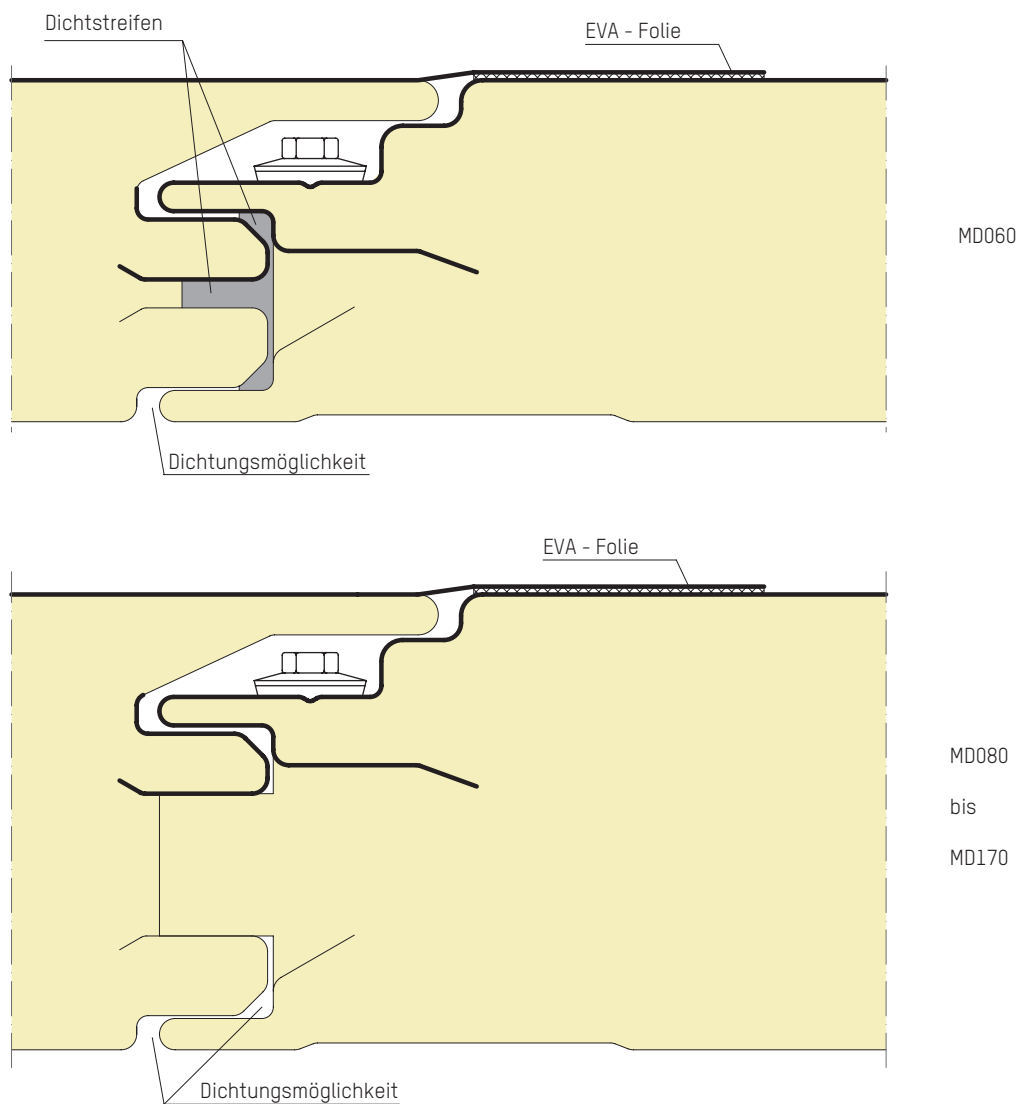 Dichtstreifen
EVA - Folie
MD060
Dichtungsmöglichkeit
EVA - Folie
MD080
bis
MD170
Dichtungsmöglichkeit